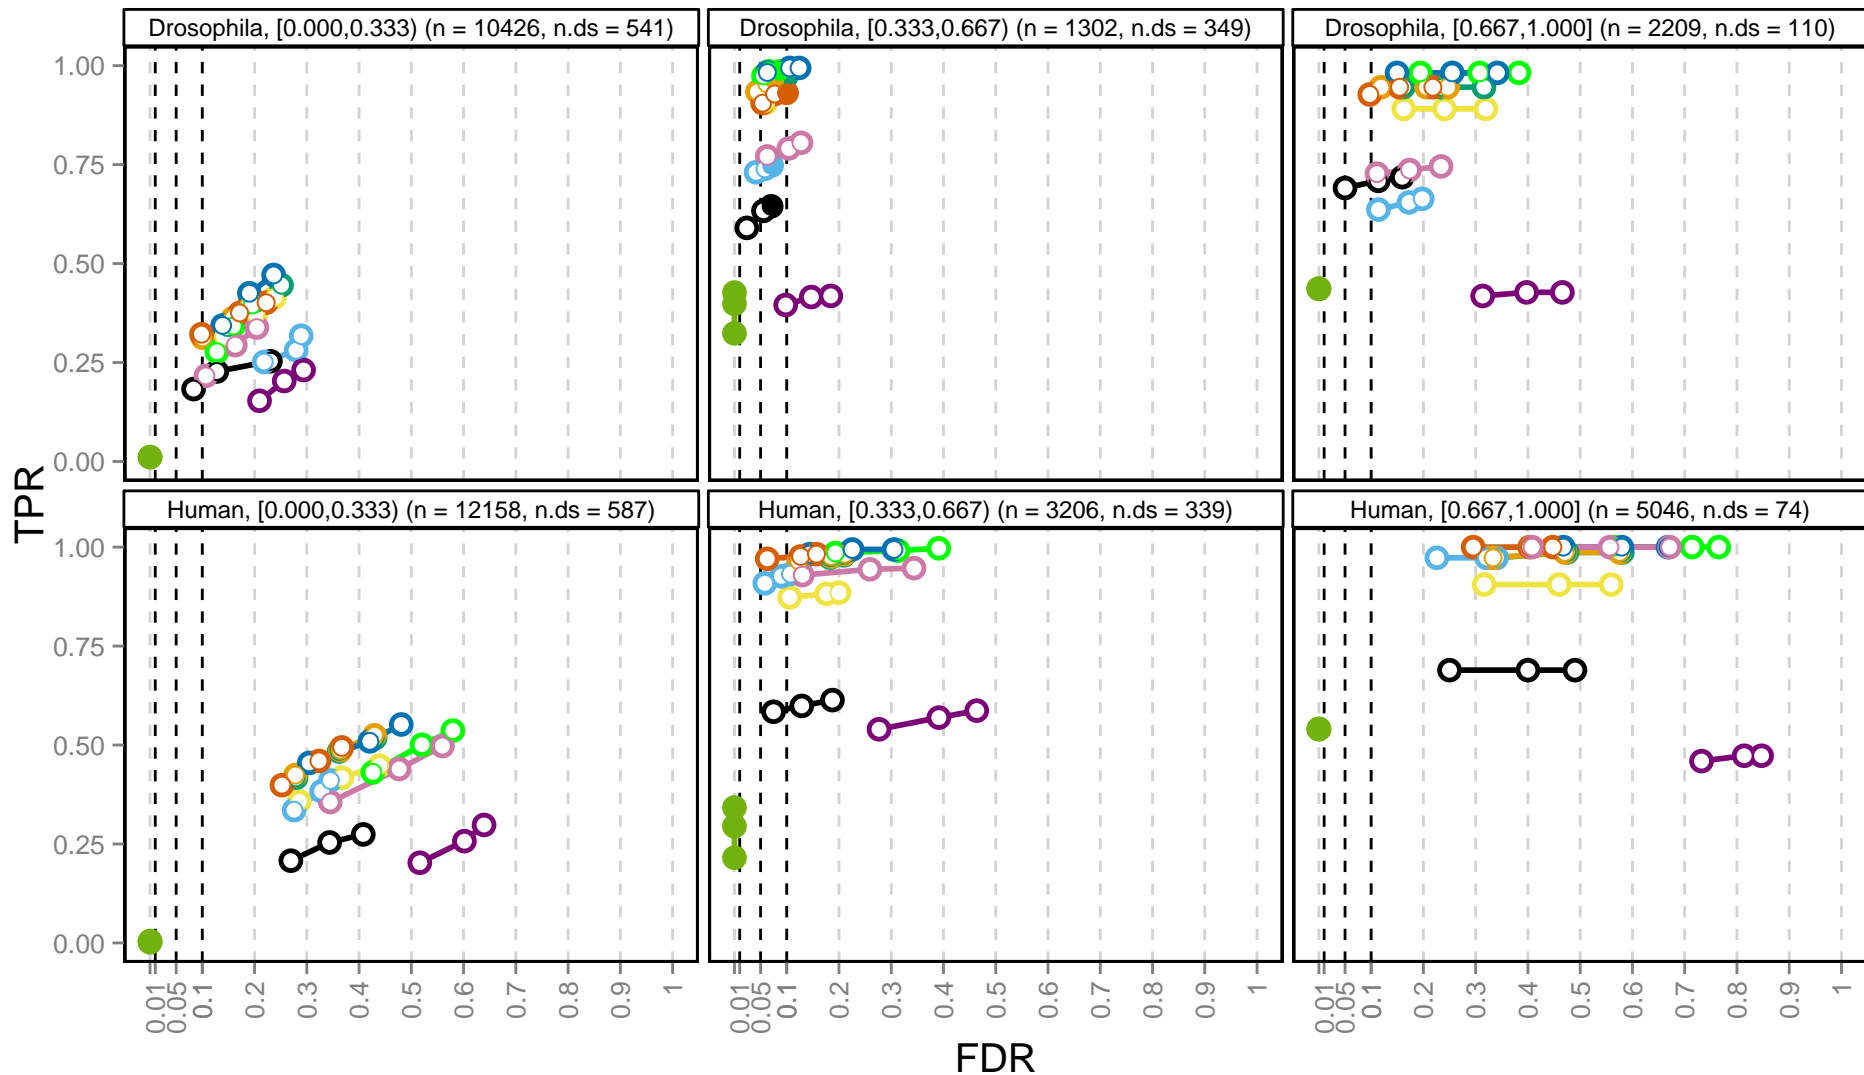 Drosophila, [0.000,0.333) (n = 10426, n.ds = 541)
Drosophila, [0.333,0.667) (n = 1302, n.ds = 349)
Drosophila, [0.667,1.000] (n = 2209, n.ds = 110)
1.00
0.75
0.50
0.25
0.00
TPR
Human, [0.000,0.333) (n = 12158, n.ds = 587)
Human, [0.333,0.667) (n = 3206, n.ds = 339)
Human, [0.667,1.000] (n = 5046, n.ds = 74)
1.00
0.75
0.50
0.25
0.00
0.01 0.05 0.1 0.2 0.3 0.4 0.5 0.6 0.7 0.8 0.9 1
0.01 0.05 0.1 0.2 0.3 0.4 0.5 0.6 0.7 0.8 0.9 1
0.01 0.05 0.1 0.2 0.3 0.4 0.5 0.6 0.7 0.8 0.9 1
FDR